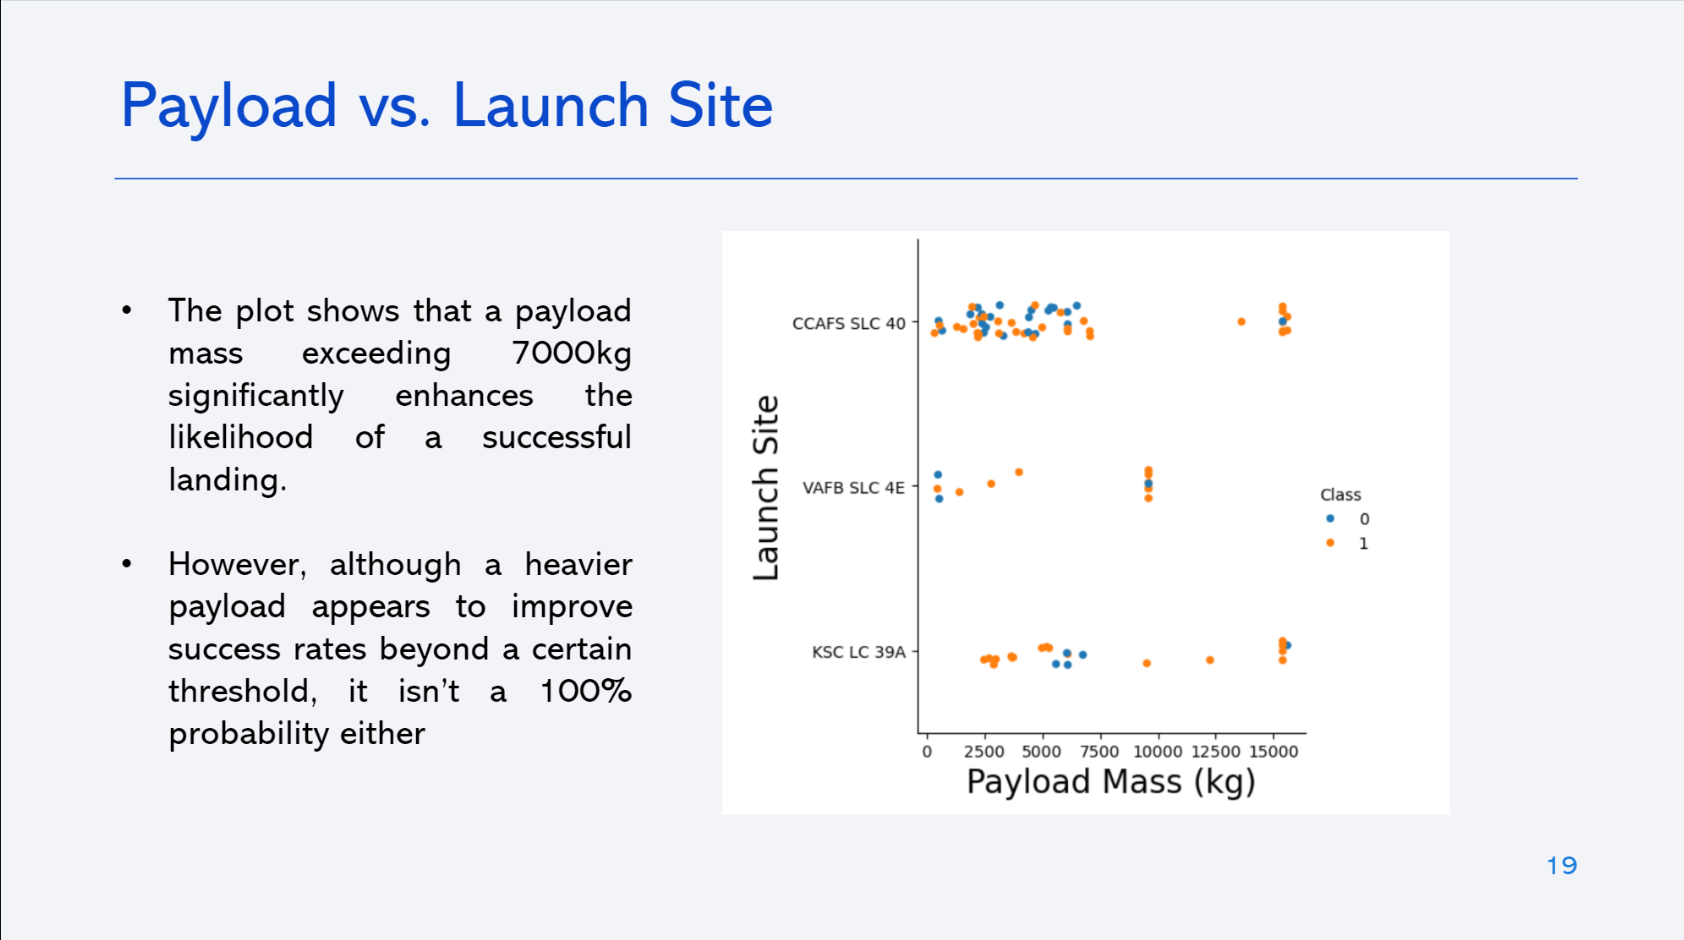 Payload vs. Launch Site
• The plot shows that a payload
mass exceeding 7000kg
significantly enhances the
likelihood of a successful
landing.
• However, although a heavier
payload appears to improve
success rates beyond a certain
threshold, it isn't a 100%
probability either
Launch Site
CCAFS SLC 40
VAFB SLC 4E
KSC LC 39A
0 2500 5000 7500 10000 12500 15000
Payload Mass (kg)
Class
0
1
19